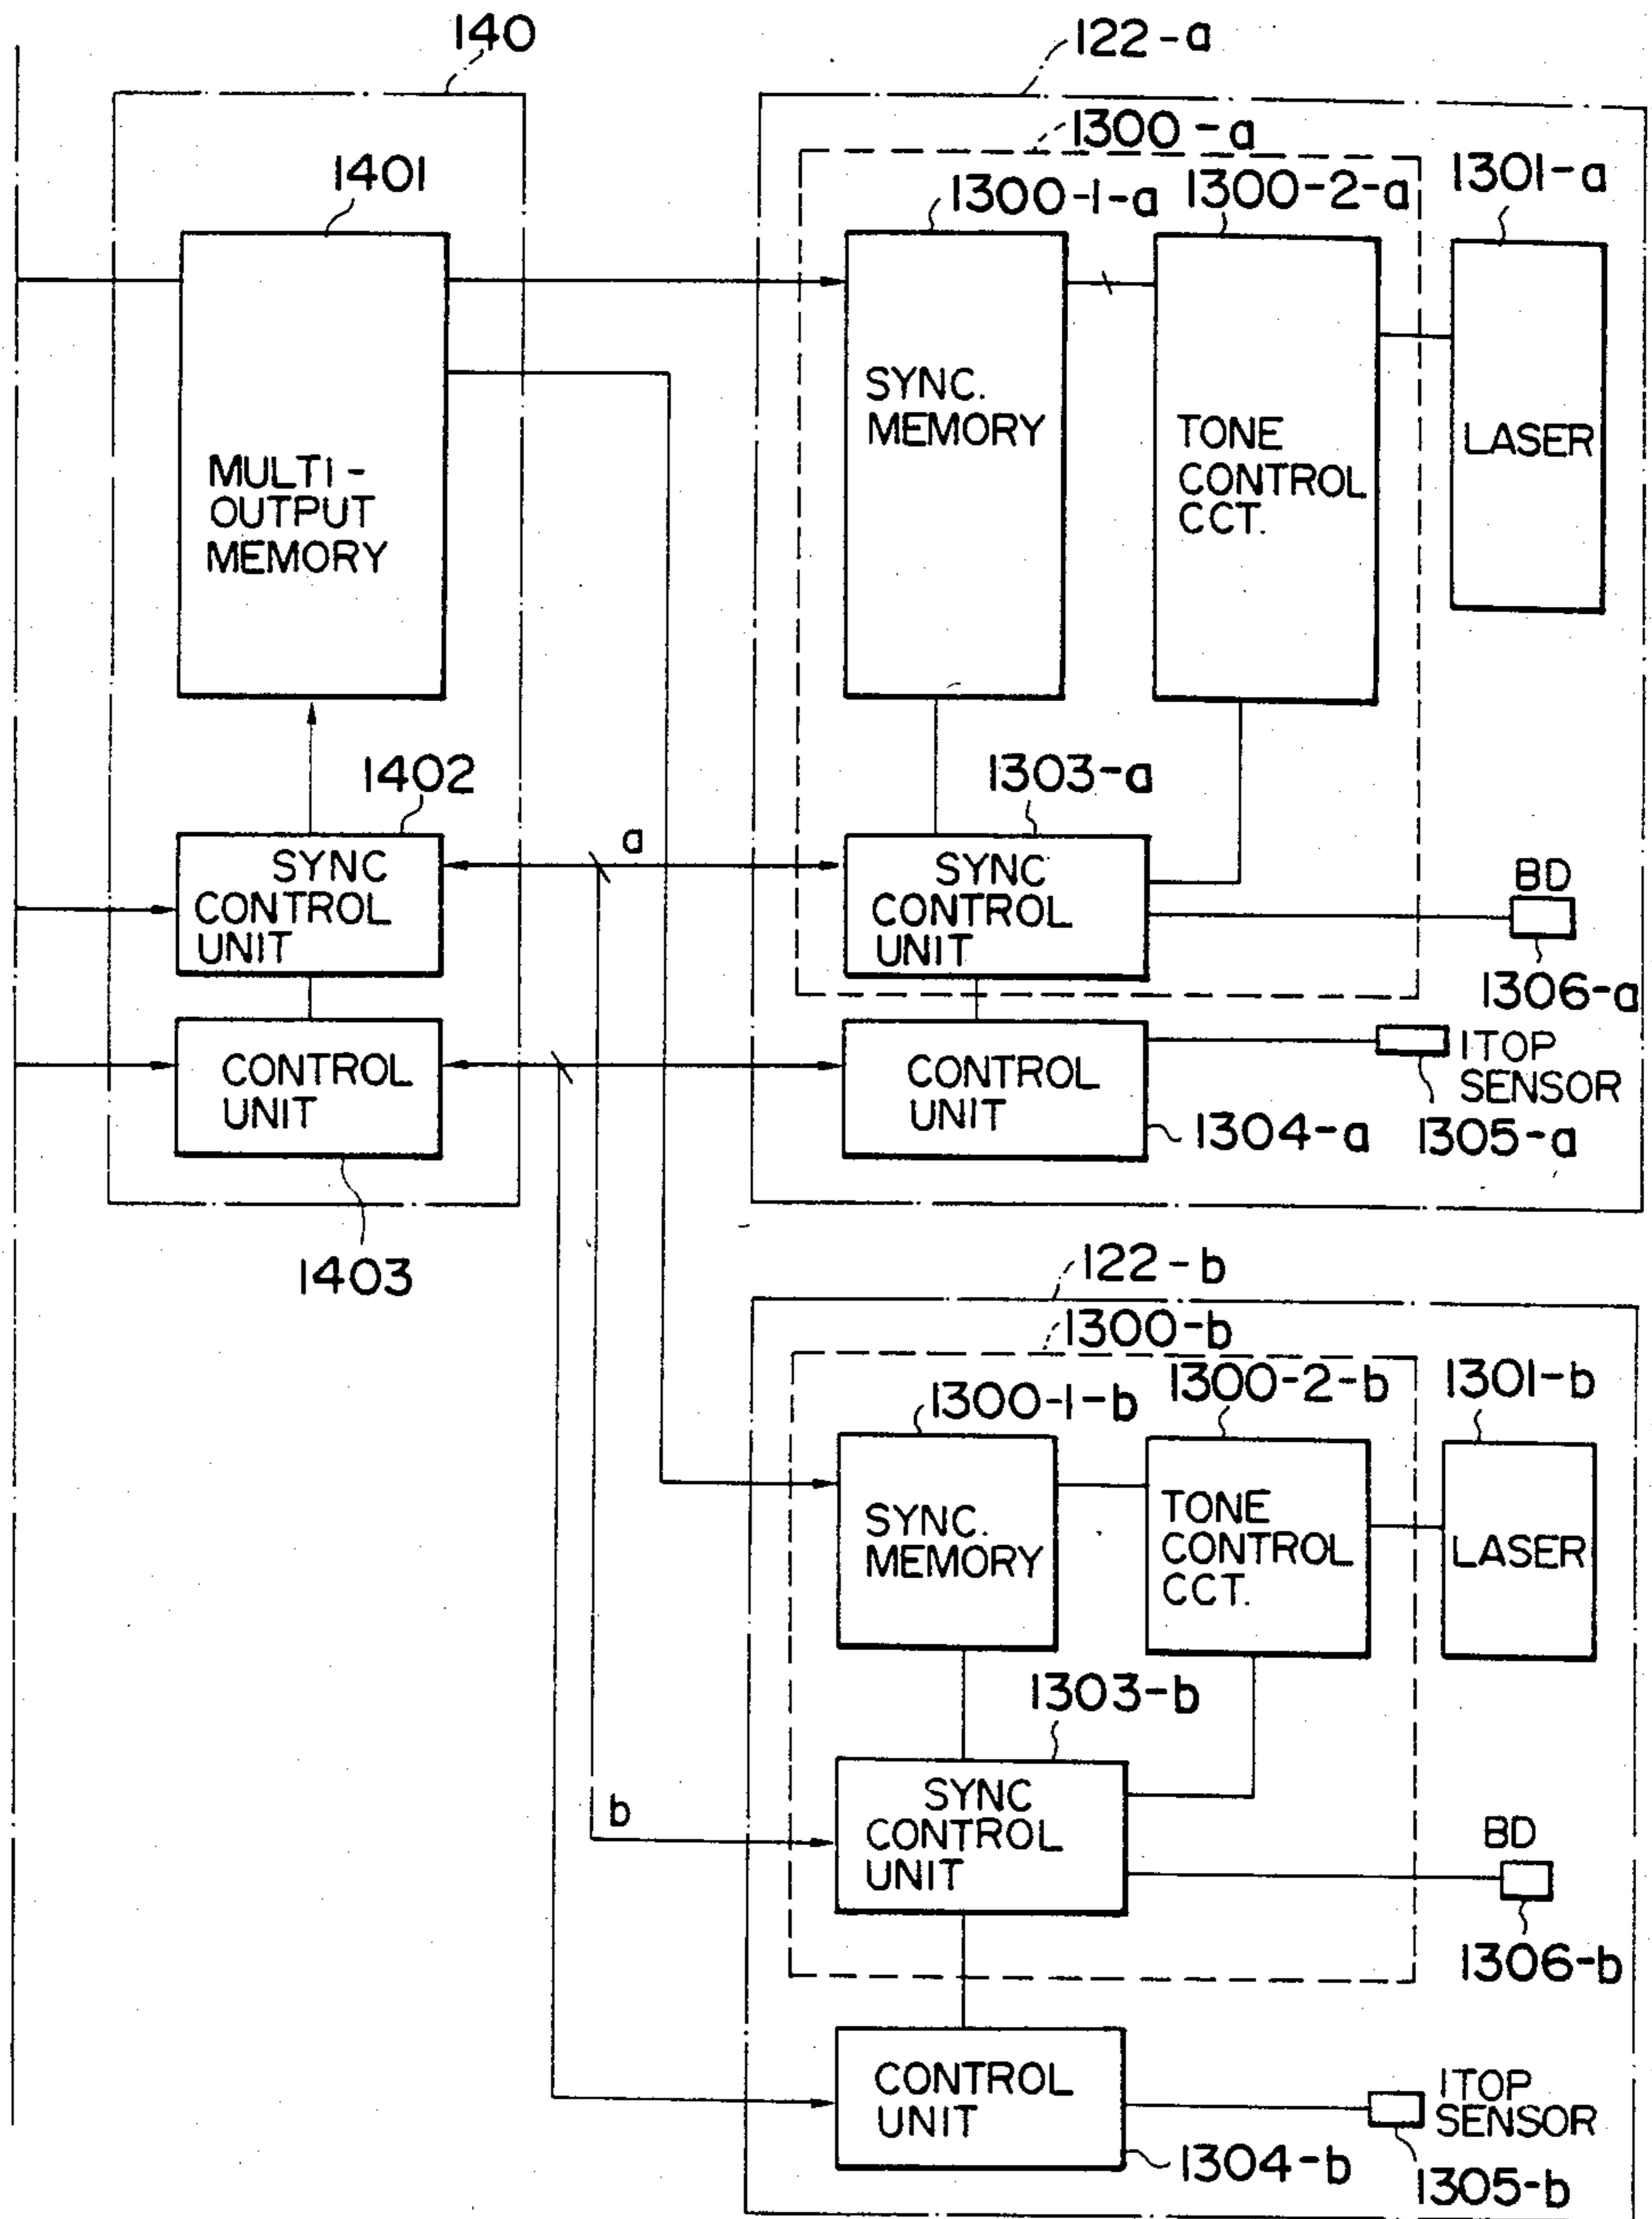 140
122-a
1300-a
1401
1300-1-a
1300-2-a
1301-a
MULTI-
OUTPUT
MEMORY
SYNC.
MEMORY
TONE
CONTROL
CCT.
LASER
1402
a
1303-a
SYNC
CONTROL
UNIT
SYNC
CONTROL
UNIT
BD
1306-a
CONTROL
UNIT
CONTROL
UNIT
ITOP
SENSOR
1304-a
1305-a
1403
122-b
1300-b
1300-1-b
1300-2-b
1301-b
SYNC.
MEMORY
TONE
CONTROL
CCT.
LASER
1303-b
b
SYNC
CONTROL
UNIT
BD
1306-b
CONTROL
UNIT
ITOP
SENSOR
1304-b
1305-b